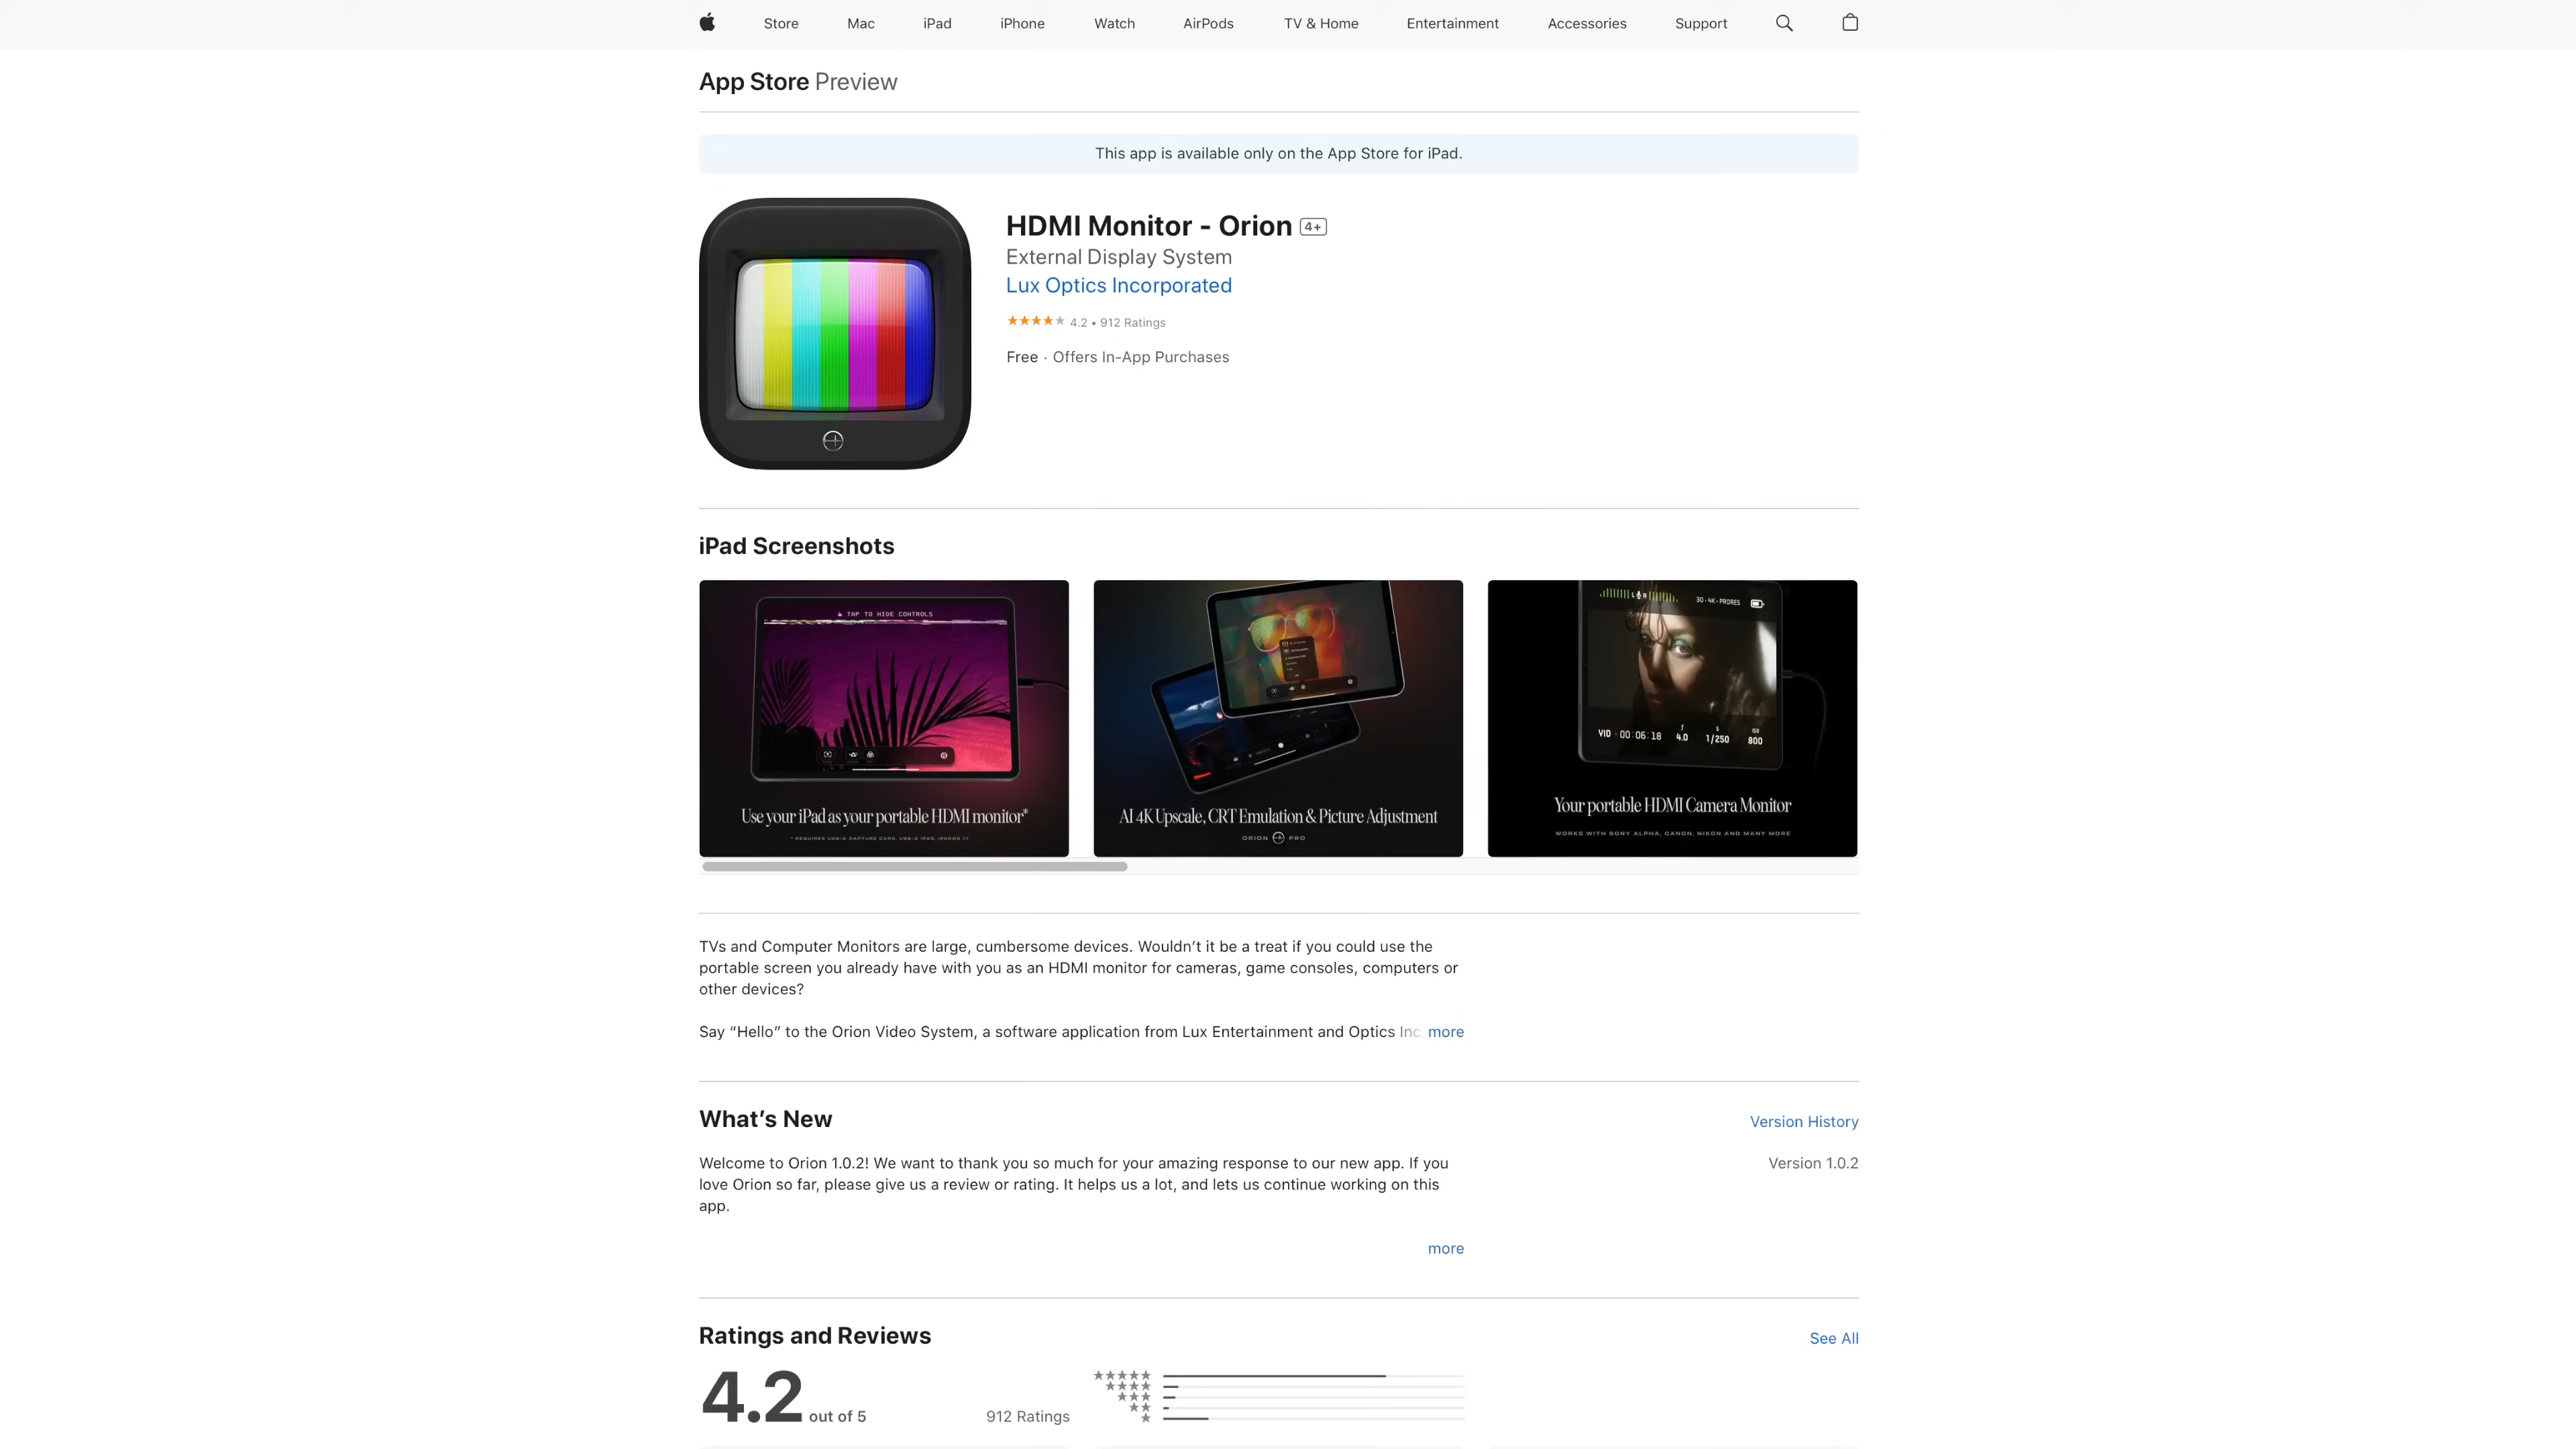 Store Mac iPad iPhone Watch AirPods TV & Home Entertainment Accessories Support
App Store Preview
This app is available only on the App Store for iPad.
HDMI Monitor - Orion 4+
External Display System
Lux Optics Incorporated
4.2 • 912 Ratings
Free · Offers In-App Purchases
iPad Screenshots
TAP TO HIDE CONTROLS
Use your iPad as your portable HDMI monitor*
* REQUIRES USB-C CAPTURE CARD, USB-C IPAD, IPADOS 17
AI 4K Upscale, CRT Emulation & Picture Adjustment
ORION PRO
L R 30 · 4K · PRORES
VID · 00:06:18 f 4.0 S 1/250 ISO 800
Your portable HDMI Camera Monitor
WORKS WITH SONY ALPHA, CANON, NIKON AND MANY MORE
TVs and Computer Monitors are large, cumbersome devices. Wouldn’t it be a treat if you could use the
portable screen you already have with you as an HDMI monitor for cameras, game consoles, computers or
other devices?
Say “Hello” to the Orion Video System, a software application from Lux Entertainment and Optics Inc more
What’s New
Version History
Welcome to Orion 1.0.2! We want to thank you so much for your amazing response to our new app. If you
love Orion so far, please give us a review or rating. It helps us a lot, and lets us continue working on this
app.
Version 1.0.2
more
Ratings and Reviews
See All
4.2 out of 5
912 Ratings